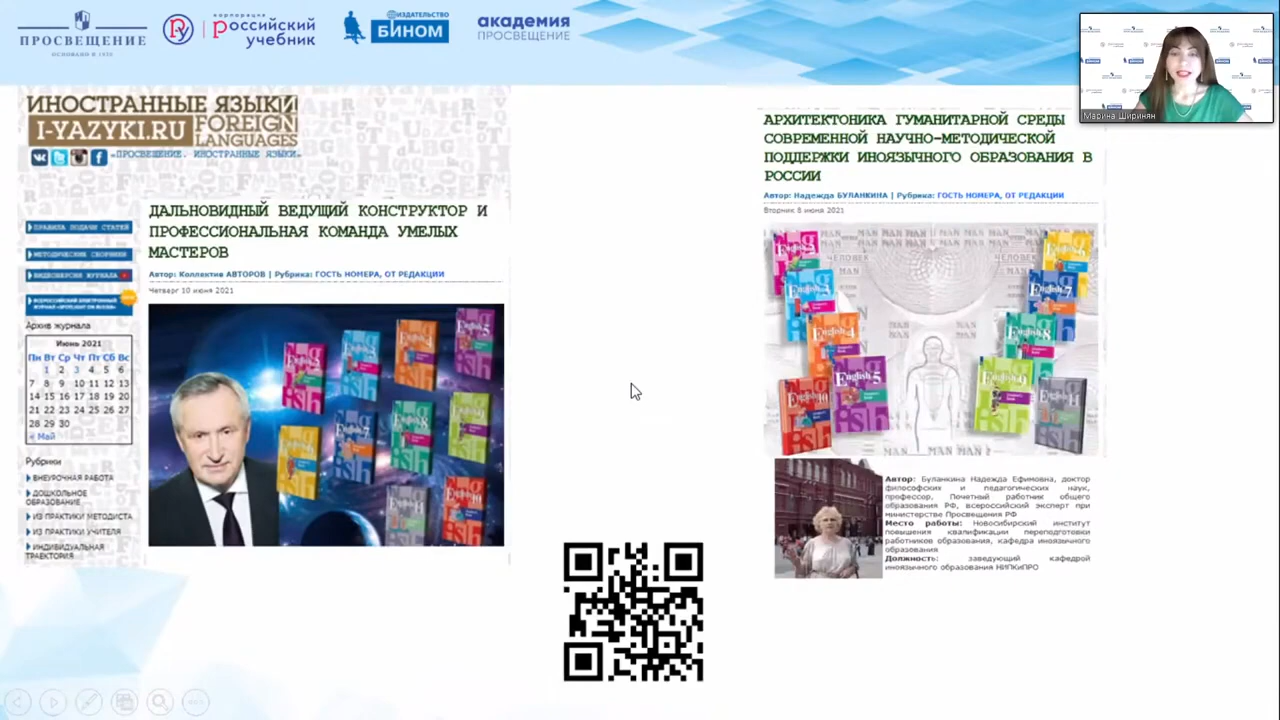 ПРОСВЕЩЕНИЕ
ОСНОВАНО В 1930
корпорация
российский
учебник
ИЗДАТЕЛЬСТВО
БИНОМ
академия
ПРОСВЕЩЕНИЕ
Марина Ширинян
ИНОСТРАННЫЕ ЯЗЫКИ
I-YAZYKI.RU
FOREIGN
LANGUAGES
«ПРОСВЕЩЕНИЕ. ИНОСТРАННЫЕ ЯЗЫКИ»
ПРАВИЛА ПОДАЧИ СТАТЕЙ
МЕТОДИЧЕСКИЙ СБОРНИК
ВИДЕОВЕРСИЯ ЖУРНАЛА
Архив журнала
Июнь 2021
Пн Вт Ср Чт Пт Сб Вс
1 2 3 4 5 6
7 8 9 10 11 12 13
14 15 16 17 18 19 20
21 22 23 24 25 26 27
28 29 30
« Май
Рубрики
ВНЕУРОЧНАЯ РАБОТА
ДОШКОЛЬНОЕ
ОБРАЗОВАНИЕ
ИЗ ПРАКТИКИ МЕТОДИСТА
ИЗ ПРАКТИКИ УЧИТЕЛЯ
ИНДИВИДУАЛЬНАЯ
ТРАЕКТОРИЯ
ДАЛЬНОВИДНЫЙ ВЕДУЩИЙ КОНСТРУКТОР И
ПРОФЕССИОНАЛЬНАЯ КОМАНДА УМЕЛЫХ
МАСТЕРОВ
Автор: Коллектив АВТОРОВ | Рубрика: ГОСТЬ НОМЕРА, ОТ РЕДАКЦИИ
Четверг 10 июня 2021
АРХИТЕКТОНИКА ГУМАНИТАРНОЙ СРЕДЫ
СОВРЕМЕННОЙ НАУЧНО-МЕТОДИЧЕСКОЙ
ПОДДЕРЖКИ ИНОЯЗЫЧНОГО ОБРАЗОВАНИЯ В
РОССИИ
Автор: Надежда БУЛАНКИНА | Рубрика: ГОСТЬ НОМЕРА, ОТ РЕДАКЦИИ
Вторник 8 июня 2021
Автор: Буланкина Надежда Ефимовна, доктор
философских и педагогических наук,
профессор, Почетный работник общего
образования РФ, всероссийский эксперт при
министерстве Просвещения РФ
Место работы: Новосибирский институт
повышения квалификации переподготовки
работников образования, кафедра иноязычного
образования
Должность: заведующий кафедрой
иноязычного образования НИПКиПРО